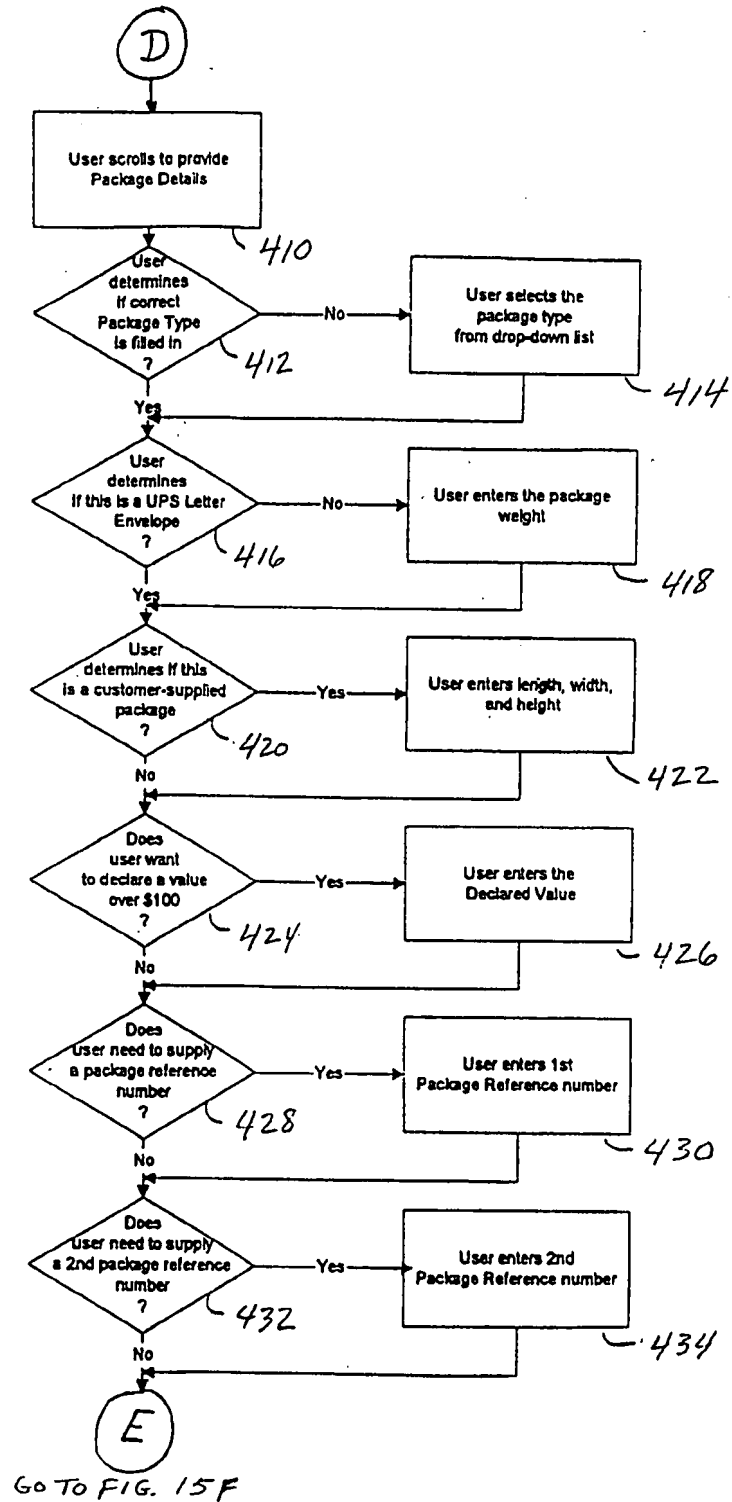 D
User scrolls to provide
Package Details
410
User
determines
if correct
Package Type
is filled in
?
412
No
User selects the
package type
from drop-down list
414
Yes
User
determines
if this is a UPS Letter
Envelope
?
416
No
User enters the package
weight
418
Yes
User
determines if this
is a customer-supplied
package
?
420
Yes
User enters length, width,
and height
422
No
Does
user want
to declare a value
over $100
?
424
Yes
User enters the
Declared Value
426
No
Does
user need to supply
a package reference
number
?
428
Yes
User enters 1st
Package Reference number
430
No
Does
user need to supply
a 2nd package reference
number
?
432
Yes
User enters 2nd
Package Reference number
434
No
E
GO TO FIG. 15F